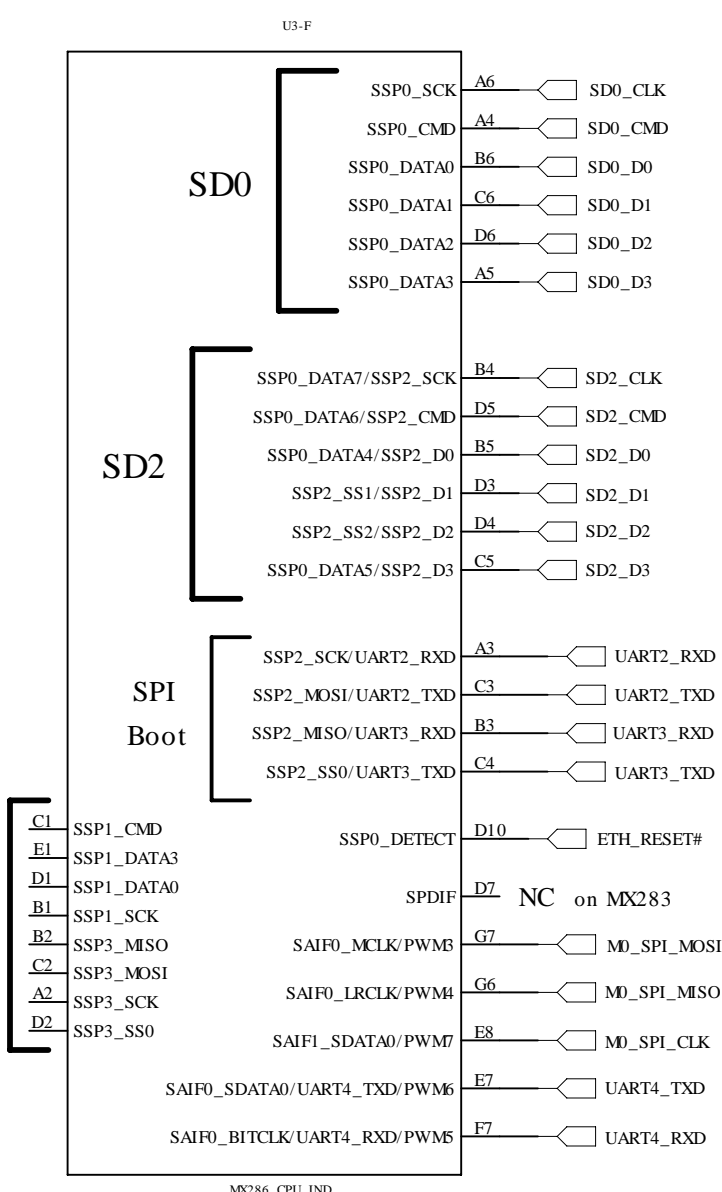 U3-F
SD0
SSP0_SCK A6 SD0_CLK
SSP0_CMD A4 SD0_CMD
SSP0_DATA0 B6 SD0_D0
SSP0_DATA1 C6 SD0_D1
SSP0_DATA2 D6 SD0_D2
SSP0_DATA3 A5 SD0_D3
SD2
SSP0_DATA7/SSP2_SCK B4 SD2_CLK
SSP0_DATA6/SSP2_CMD D5 SD2_CMD
SSP0_DATA4/SSP2_D0 B5 SD2_D0
SSP2_SS1/SSP2_D1 D3 SD2_D1
SSP2_SS2/SSP2_D2 D4 SD2_D2
SSP0_DATA5/SSP2_D3 C5 SD2_D3
SPI
Boot
SSP2_SCK/UART2_RXD A3 UART2_RXD
SSP2_MOSI/UART2_TXD C3 UART2_TXD
SSP2_MISO/UART3_RXD B3 UART3_RXD
SSP2_SS0/UART3_TXD C4 UART3_TXD
C1 SSP1_CMD
E1 SSP1_DATA3
D1 SSP1_DATA0
B1 SSP1_SCK
B2 SSP3_MISO
C2 SSP3_MOSI
A2 SSP3_SCK
D2 SSP3_SS0
SSP0_DETECT D10 ETH_RESET#
SPDIF D7 NC on MX283
SAIF0_MCLK/PWM3 G7 M0_SPI_MOSI
SAIF0_LRCLK/PWM4 G6 M0_SPI_MISO
SAIF1_SDATA0/PWM7 E8 M0_SPI_CLK
SAIF0_SDATA0/UART4_TXD/PWM6 E7 UART4_TXD
SAIF0_BITCLK/UART4_RXD/PWM5 F7 UART4_RXD
MX286_CPU_IND